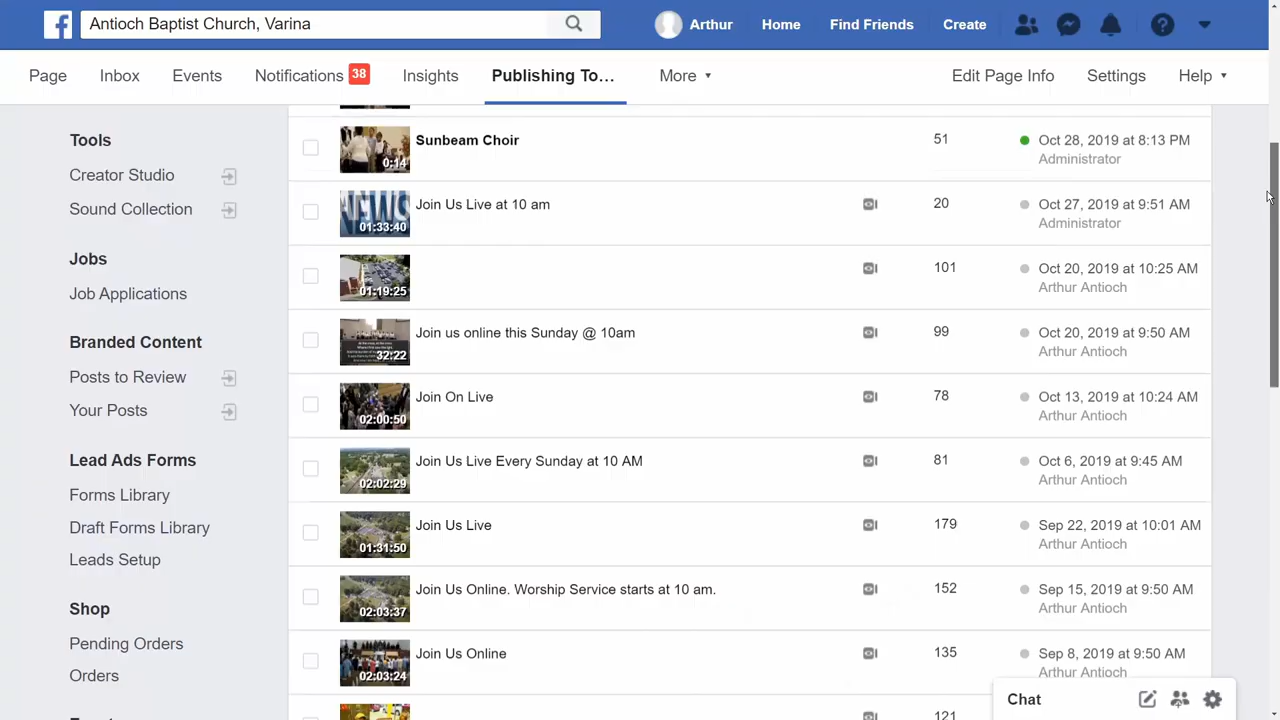 Antioch Baptist Church, Varina
Arthur Home Find Friends Create
Page Inbox Events Notifications 38 Insights Publishing To... More Edit Page Info Settings Help
Tools
Creator Studio
Sound Collection
Jobs
Job Applications
Branded Content
Posts to Review
Your Posts
Lead Ads Forms
Forms Library
Draft Forms Library
Leads Setup
Shop
Pending Orders
Orders
0:14 Sunbeam Choir 51 Oct 28, 2019 at 8:13 PM
Administrator
NEWS 01:33:40 Join Us Live at 10 am 20 Oct 27, 2019 at 9:51 AM
Administrator
01:19:25 101 Oct 20, 2019 at 10:25 AM
Arthur Antioch
32:22 Join us online this Sunday @ 10am 99 Oct 20, 2019 at 9:50 AM
Arthur Antioch
02:00:50 Join On Live 78 Oct 13, 2019 at 10:24 AM
Arthur Antioch
02:02:29 Join Us Live Every Sunday at 10 AM 81 Oct 6, 2019 at 9:45 AM
Arthur Antioch
01:31:50 Join Us Live 179 Sep 22, 2019 at 10:01 AM
Arthur Antioch
02:03:37 Join Us Online. Worship Service starts at 10 am. 152 Sep 15, 2019 at 9:50 AM
Arthur Antioch
02:03:24 Join Us Online 135 Sep 8, 2019 at 9:50 AM
Arthur Antioch
121
Chat